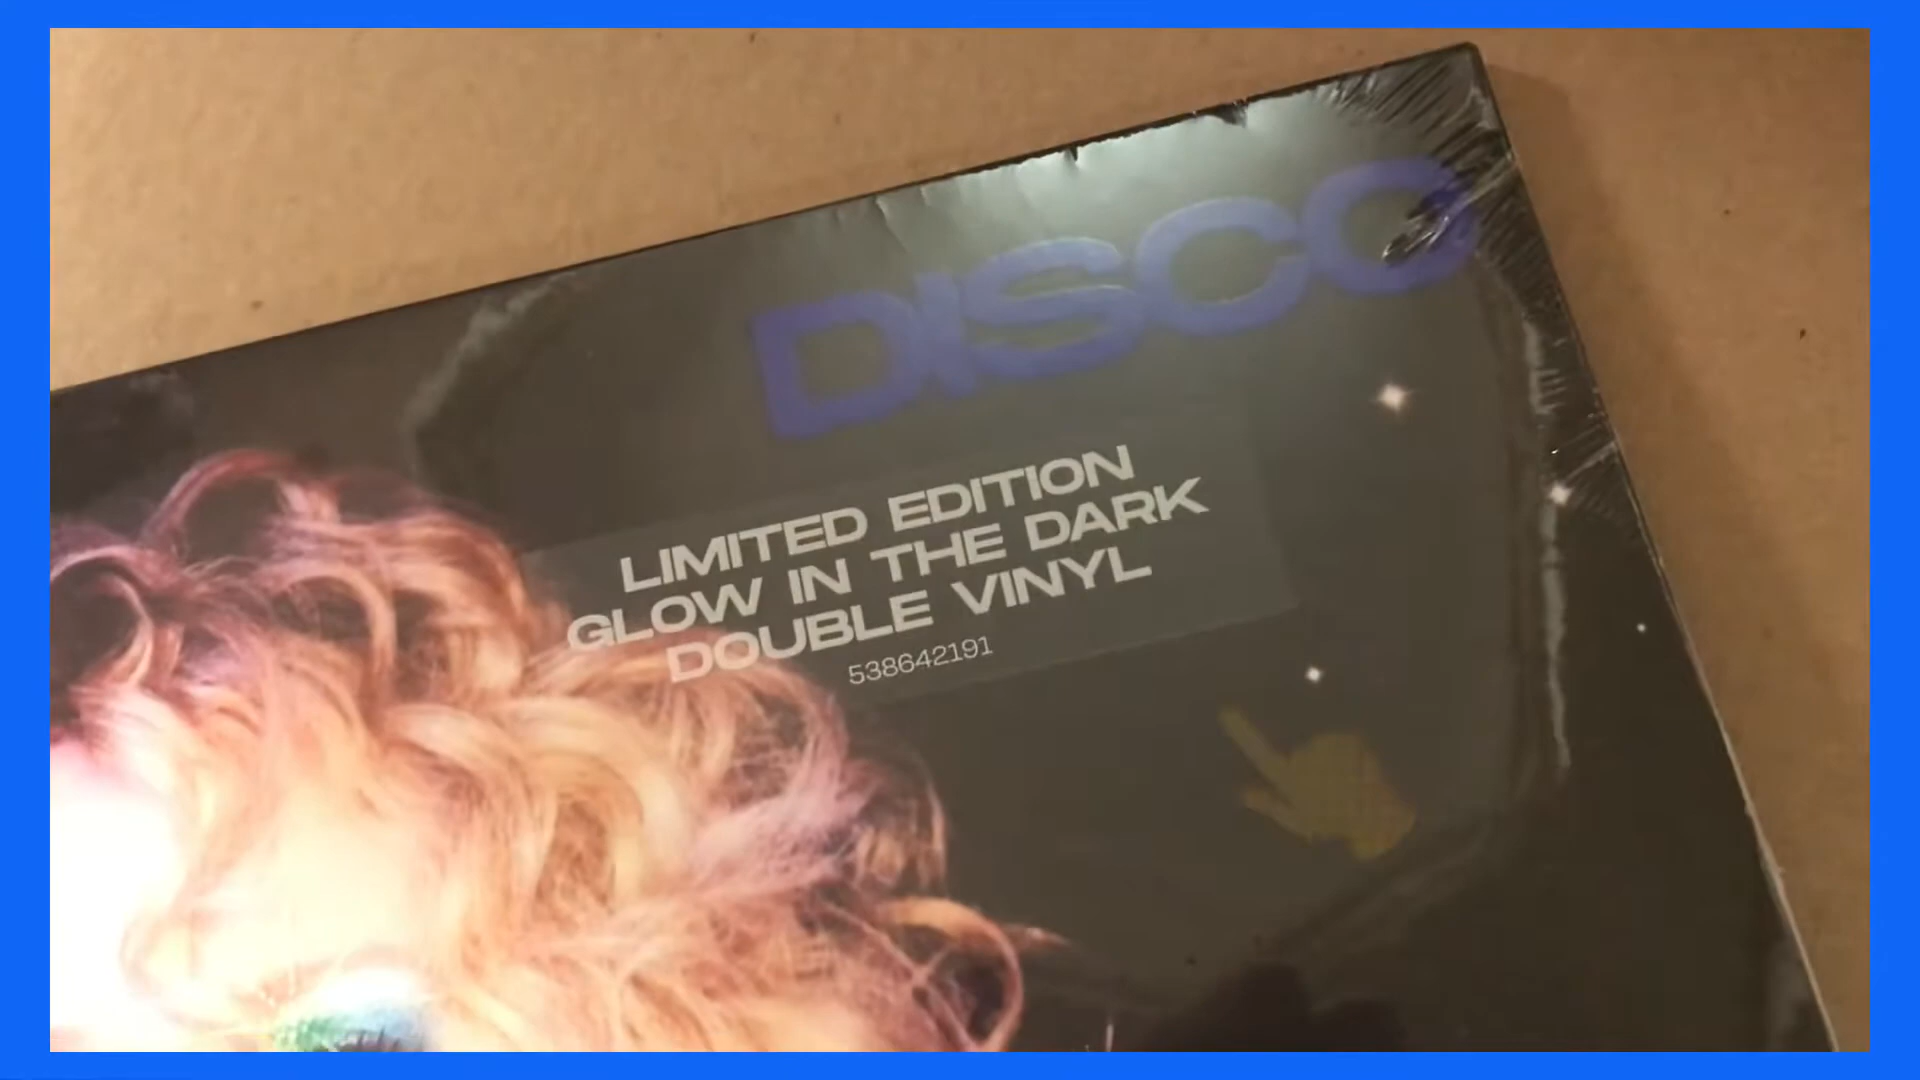 DISCO
LIMITED EDITION
GLOW IN THE DARK
DOUBLE VINYL
538642191